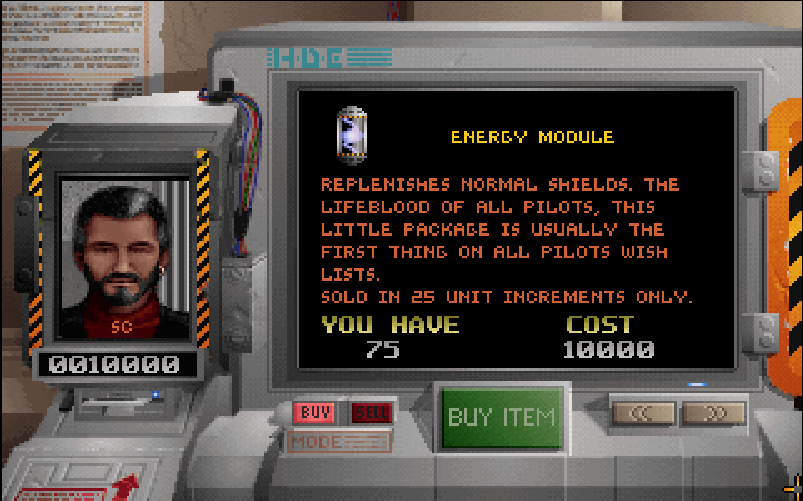 H·D·E
ENERGY MODULE
REPLENISHES NORMAL SHIELDS. THE
LIFEBLOOD OF ALL PILOTS, THIS
LITTLE PACKAGE IS USUALLY THE
FIRST THING ON ALL PILOTS WISH
LISTS.
SOLD IN 25 UNIT INCREMENTS ONLY.
YOU HAVE COST
75 10000
SC
0010000
BUY SELL
MODE
BUY ITEM